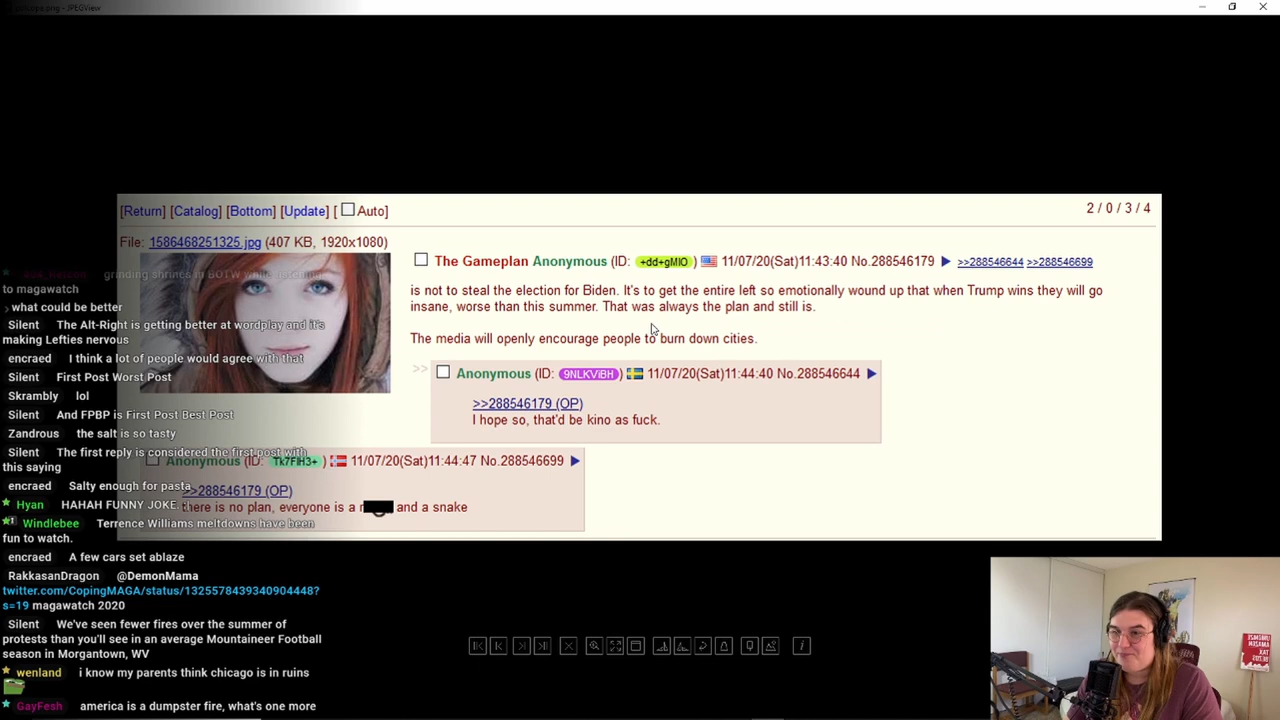 [Return] [Catalog] [Bottom] [Update] [ Auto]
2 / 0 / 3 / 4
File: 1586468251325.jpg (407 KB, 1920x1080)
The Gameplan Anonymous (ID: +dd+gMIO ) 11/07/20(Sat)11:43:40 No.288546179 ▶ >>288546644 >>288546699
is not to steal the election for Biden. It's to get the entire left so emotionally wound up that when Trump wins they will go
insane, worse than this summer. That was always the plan and still is.
The media will openly encourage people to burn down cities.
>> Anonymous (ID: 9NLKViBH ) 11/07/20(Sat)11:44:40 No.288546644 ▶
>>288546179 (OP)
I hope so, that'd be kino as fuck.
Anonymous (ID: Tk7FlH3+ ) 11/07/20(Sat)11:44:47 No.288546699 ▶
>>288546179 (OP)
there is no plan, everyone is a and a snake
grinding shrines in BOTW while listening
to magawatch
what could be better
Silent The Alt-Right is getting better at wordplay and it's
making Lefties nervous
encraed I think a lot of people would agree with that
Silent First Post Worst Post
Skrambly lol
Silent And FPBP is First Post Best Post
Zandrous the salt is so tasty
Silent The first reply is considered the first post with
this saying
encraed Salty enough for pasta
Hyan HAHAH FUNNY JOKE.
Windlebee Terrence Williams meltdowns have been
fun to watch.
encraed A few cars set ablaze
RakkasanDragon @DemonMama
twitter.com/CopingMAGA/status/1325578439340904448?
s=19 magawatch 2020
Silent We've seen fewer fires over the summer of
protests than you'll see in an average Mountaineer Football
season in Morgantown, WV
wenland i know my parents think chicago is in ruins
GayFesh america is a dumpster fire, what's one more